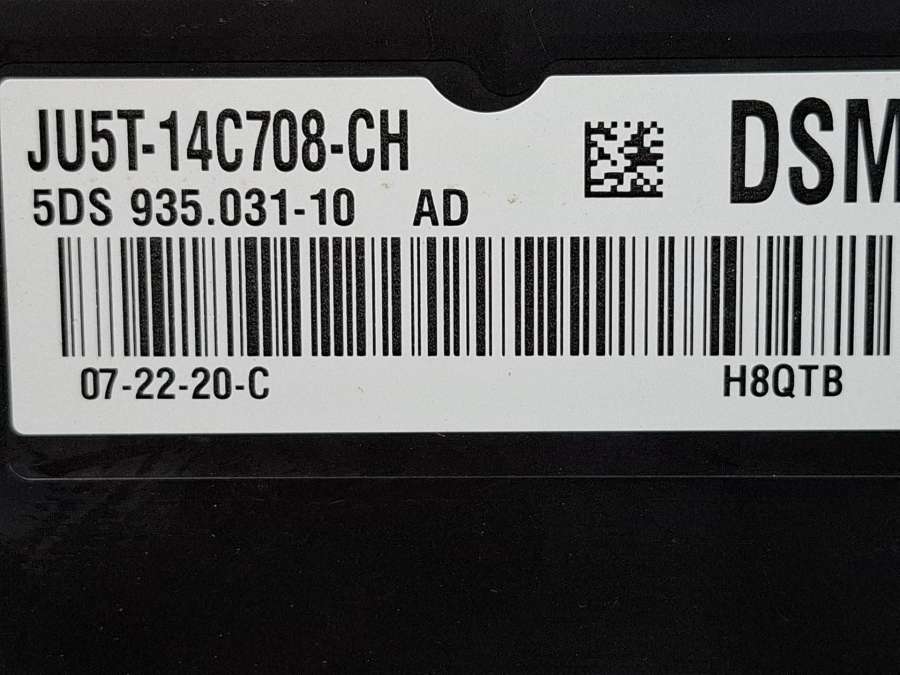 JU5T-14C708-CH
DSM
5DS 935.031-10 AD
07-22-20-C
H8QTB